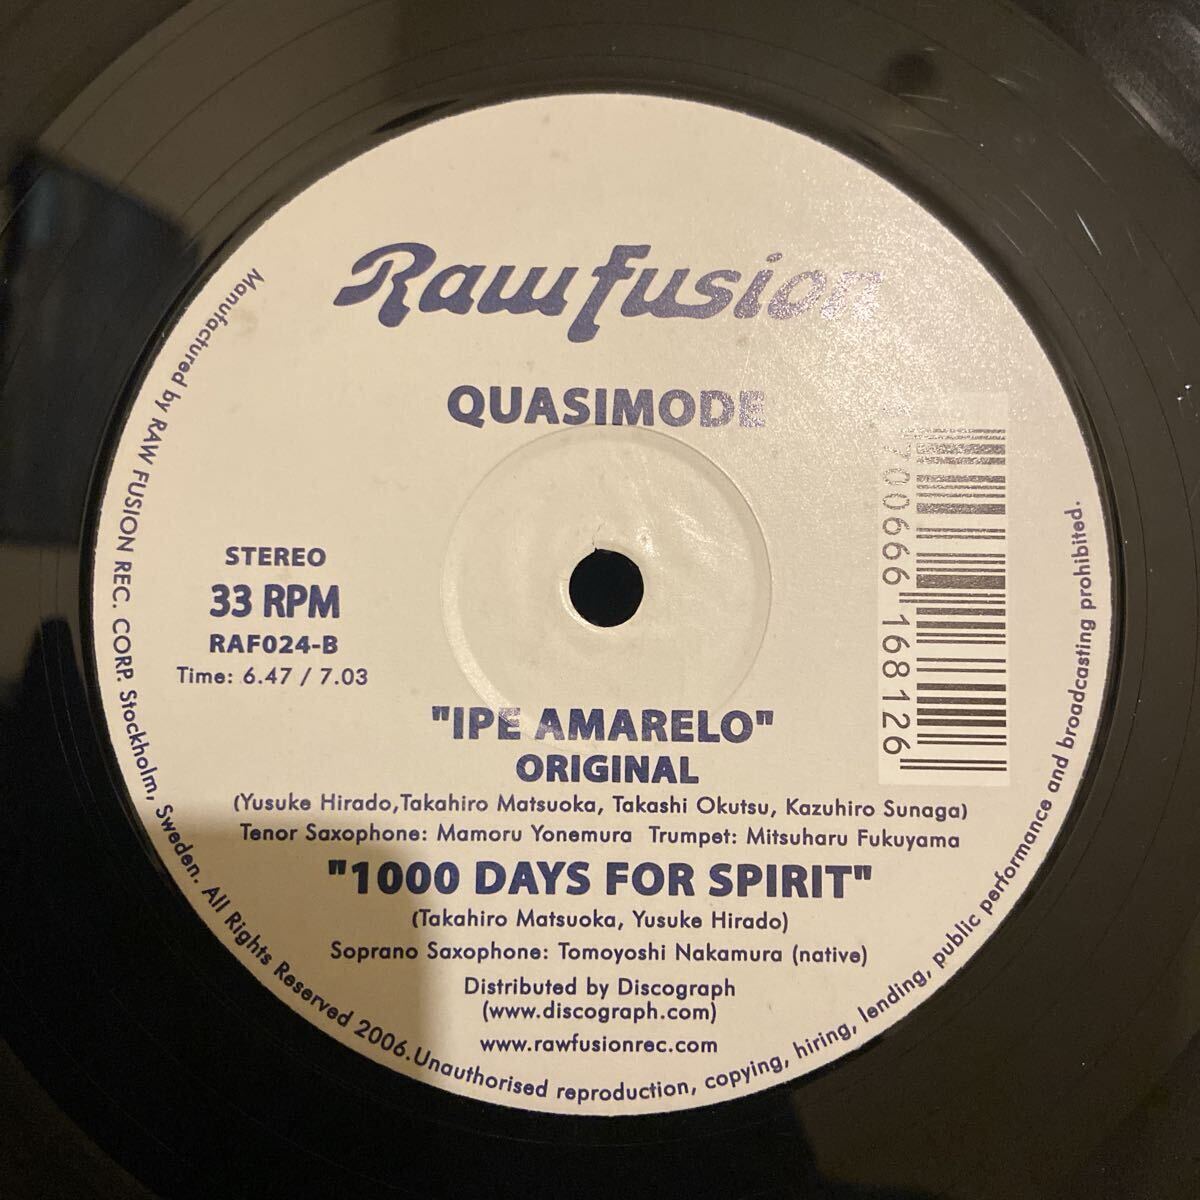 Rawfusion
QUASIMODE
STEREO
33 RPM
RAF024-B
Time: 6.47 / 7.03
700666 168126
"IPE AMARELO"
ORIGINAL
(Yusuke Hirado,Takahiro Matsuoka, Takashi Okutsu, Kazuhiro Sunaga)
Tenor Saxophone: Mamoru Yonemura Trumpet: Mitsuharu Fukuyama
"1000 DAYS FOR SPIRIT"
(Takahiro Matsuoka, Yusuke Hirado)
Soprano Saxophone: Tomoyoshi Nakamura (native)
Distributed by Discograph
(www.discograph.com)
www.rawfusionrec.com
Manufactured by RAW FUSION REC. CORP. Stockholm, Sweden. All Rights Reserved 2006.Unauthorised reproduction, copying, hiring, lending, public performance and broadcasting prohibited.